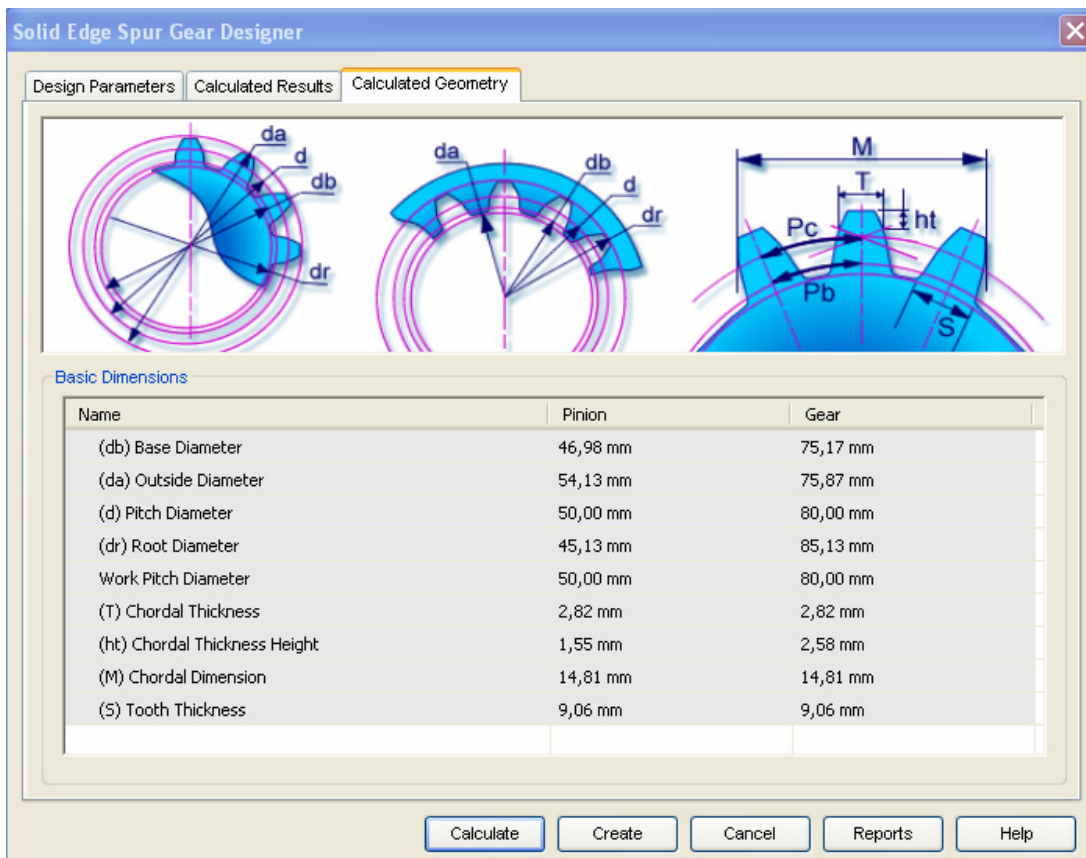 Solid Edge Spur Gear Designer
Design Parameters Calculated Results Calculated Geometry
da
d
db
dr
da
db
d
dr
M
T
ht
Pc
Pb
S
Basic Dimensions
Name Pinion Gear
(db) Base Diameter 46,98 mm 75,17 mm
(da) Outside Diameter 54,13 mm 75,87 mm
(d) Pitch Diameter 50,00 mm 80,00 mm
(dr) Root Diameter 45,13 mm 85,13 mm
Work Pitch Diameter 50,00 mm 80,00 mm
(T) Chordal Thickness 2,82 mm 2,82 mm
(ht) Chordal Thickness Height 1,55 mm 2,58 mm
(M) Chordal Dimension 14,81 mm 14,81 mm
(S) Tooth Thickness 9,06 mm 9,06 mm
Calculate Create Cancel Reports Help